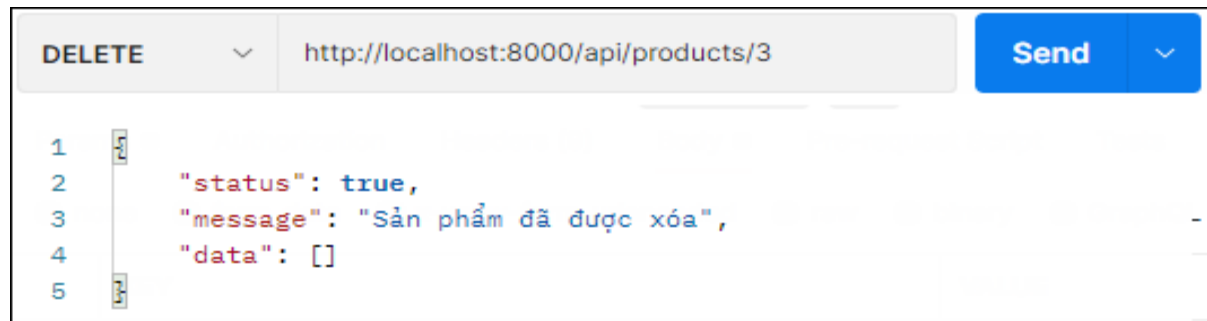 DELETE http://localhost:8000/api/products/3 Send
1 {
2 "status": true,
3 "message": "Sản phẩm đã được xóa",
4 "data": []
5 }